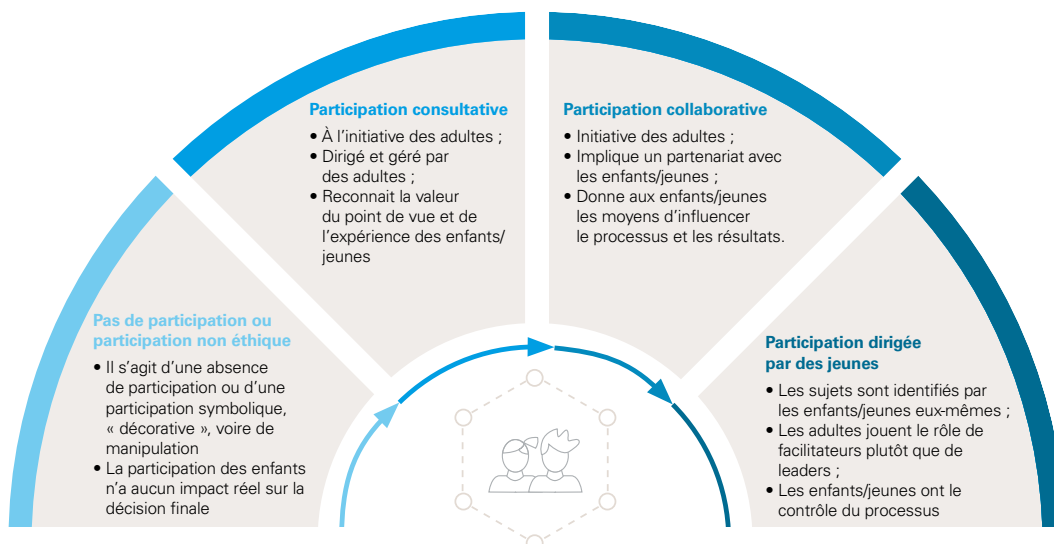 Pas de participation ou
participation non éthique
• Il s’agit d’une absence
de participation ou d’une
participation symbolique,
« décorative », voire de
manipulation
• La participation des enfants
n’a aucun impact réel sur la
décision finale
Participation consultative
• À l’initiative des adultes ;
• Dirigé et géré par
des adultes ;
• Reconnait la valeur
du point de vue et de
l’expérience des enfants/
jeunes
Participation collaborative
• Initiative des adultes ;
• Implique un partenariat avec
les enfants/jeunes ;
• Donne aux enfants/jeunes
les moyens d’influencer
le processus et les résultats.
Participation dirigée
par des jeunes
• Les sujets sont identifiés par
les enfants/jeunes eux-mêmes ;
• Les adultes jouent le rôle de
facilitateurs plutôt que de
leaders ;
• Les enfants/jeunes ont le
contrôle du processus